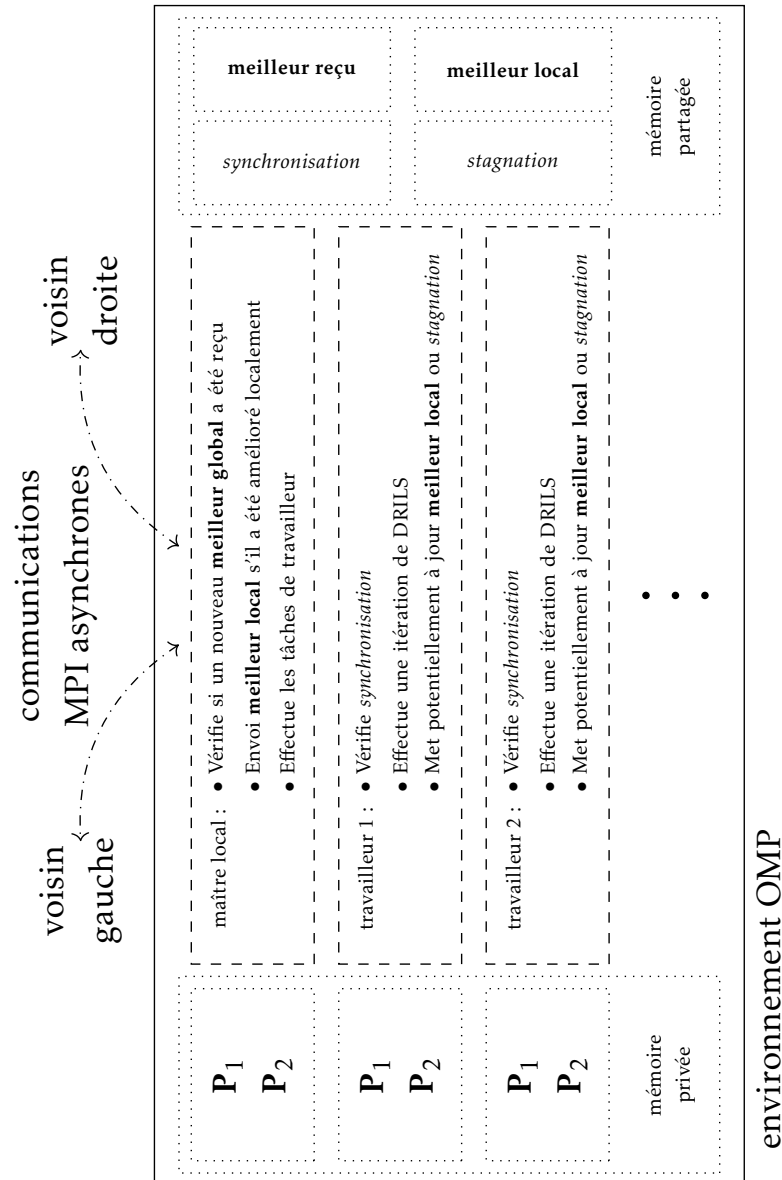 communications
MPI asynchrones
voisin
gauche
voisin
droite
P1
P2
maître local :
• Vérifie si un nouveau meilleur global a été reçu
• Envoi meilleur local s'il a été amélioré localement
• Effectue les tâches de travailleur
synchronisation
meilleur reçu
P1
P2
travailleur 1 :
• Vérifie synchronisation
• Effectue une itération de DRILS
• Met potentiellement à jour meilleur local ou stagnation
stagnation
meilleur local
P1
P2
travailleur 2 :
• Vérifie synchronisation
• Effectue une itération de DRILS
• Met potentiellement à jour meilleur local ou stagnation
mémoire
privée
• • •
mémoire
partagée
environnement OMP